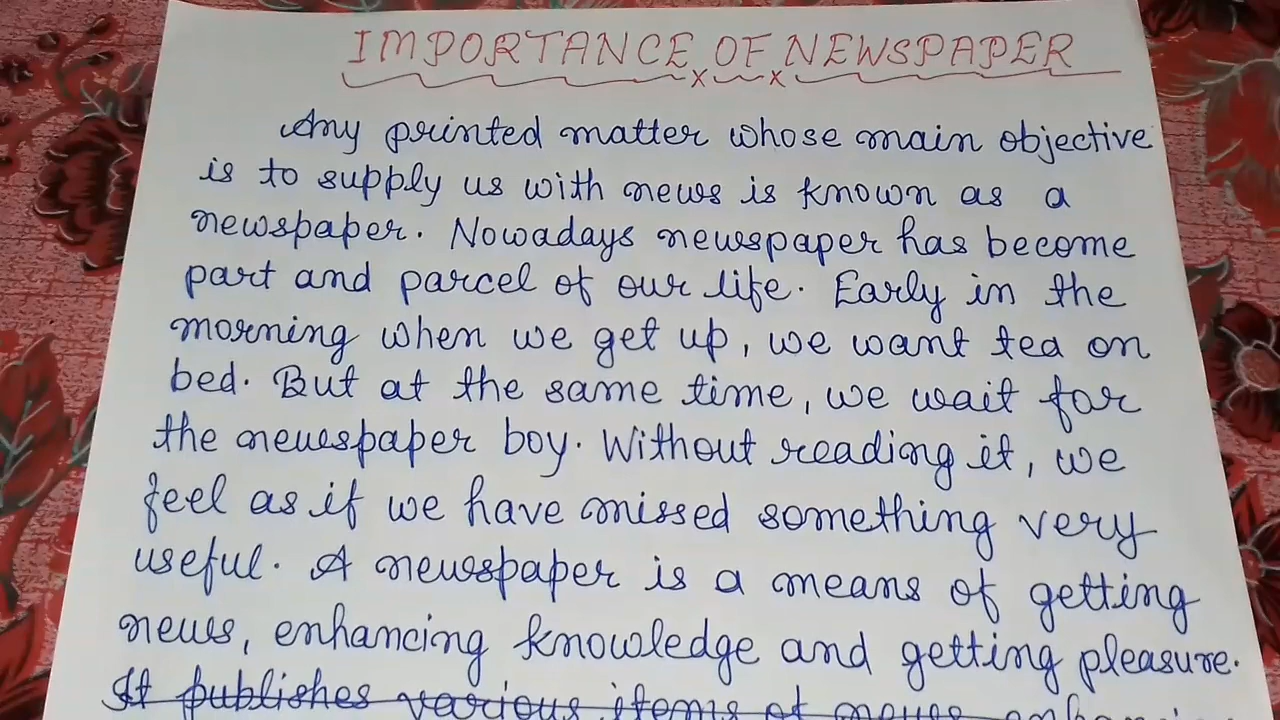 IMPORTANCE OF NEWSPAPER
Any printed matter whose main objective
is to supply us with news is known as a
newspaper. Nowadays newspaper has become
part and parcel of our life. Early in the
morning when we get up, we want tea on
bed. But at the same time, we wait for
the newspaper boy. Without reading it, we
feel as if we have missed something very
useful. A newspaper is a means of getting
news, enhancing knowledge and getting pleasure.
It publishes various items of